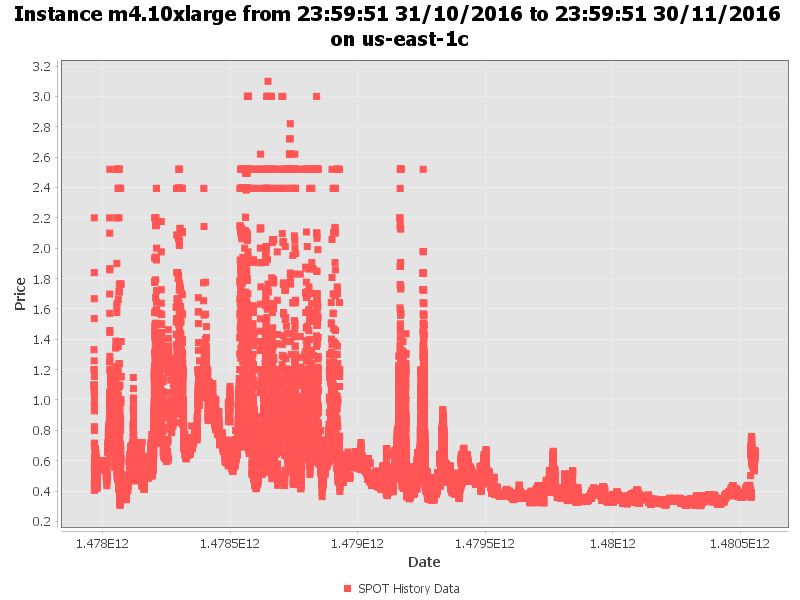 Instance m4.10xlarge from 23:59:51 31/10/2016 to 23:59:51 30/11/2016
on us-east-1c
3.2
3.0
2.8
2.6
2.4
2.2
2.0
1.8
1.6
1.4
1.2
1.0
0.8
0.6
0.4
0.2
Price
1.478E12 1.4785E12 1.479E12 1.4795E12 1.48E12 1.4805E12
Date
SPOT History Data